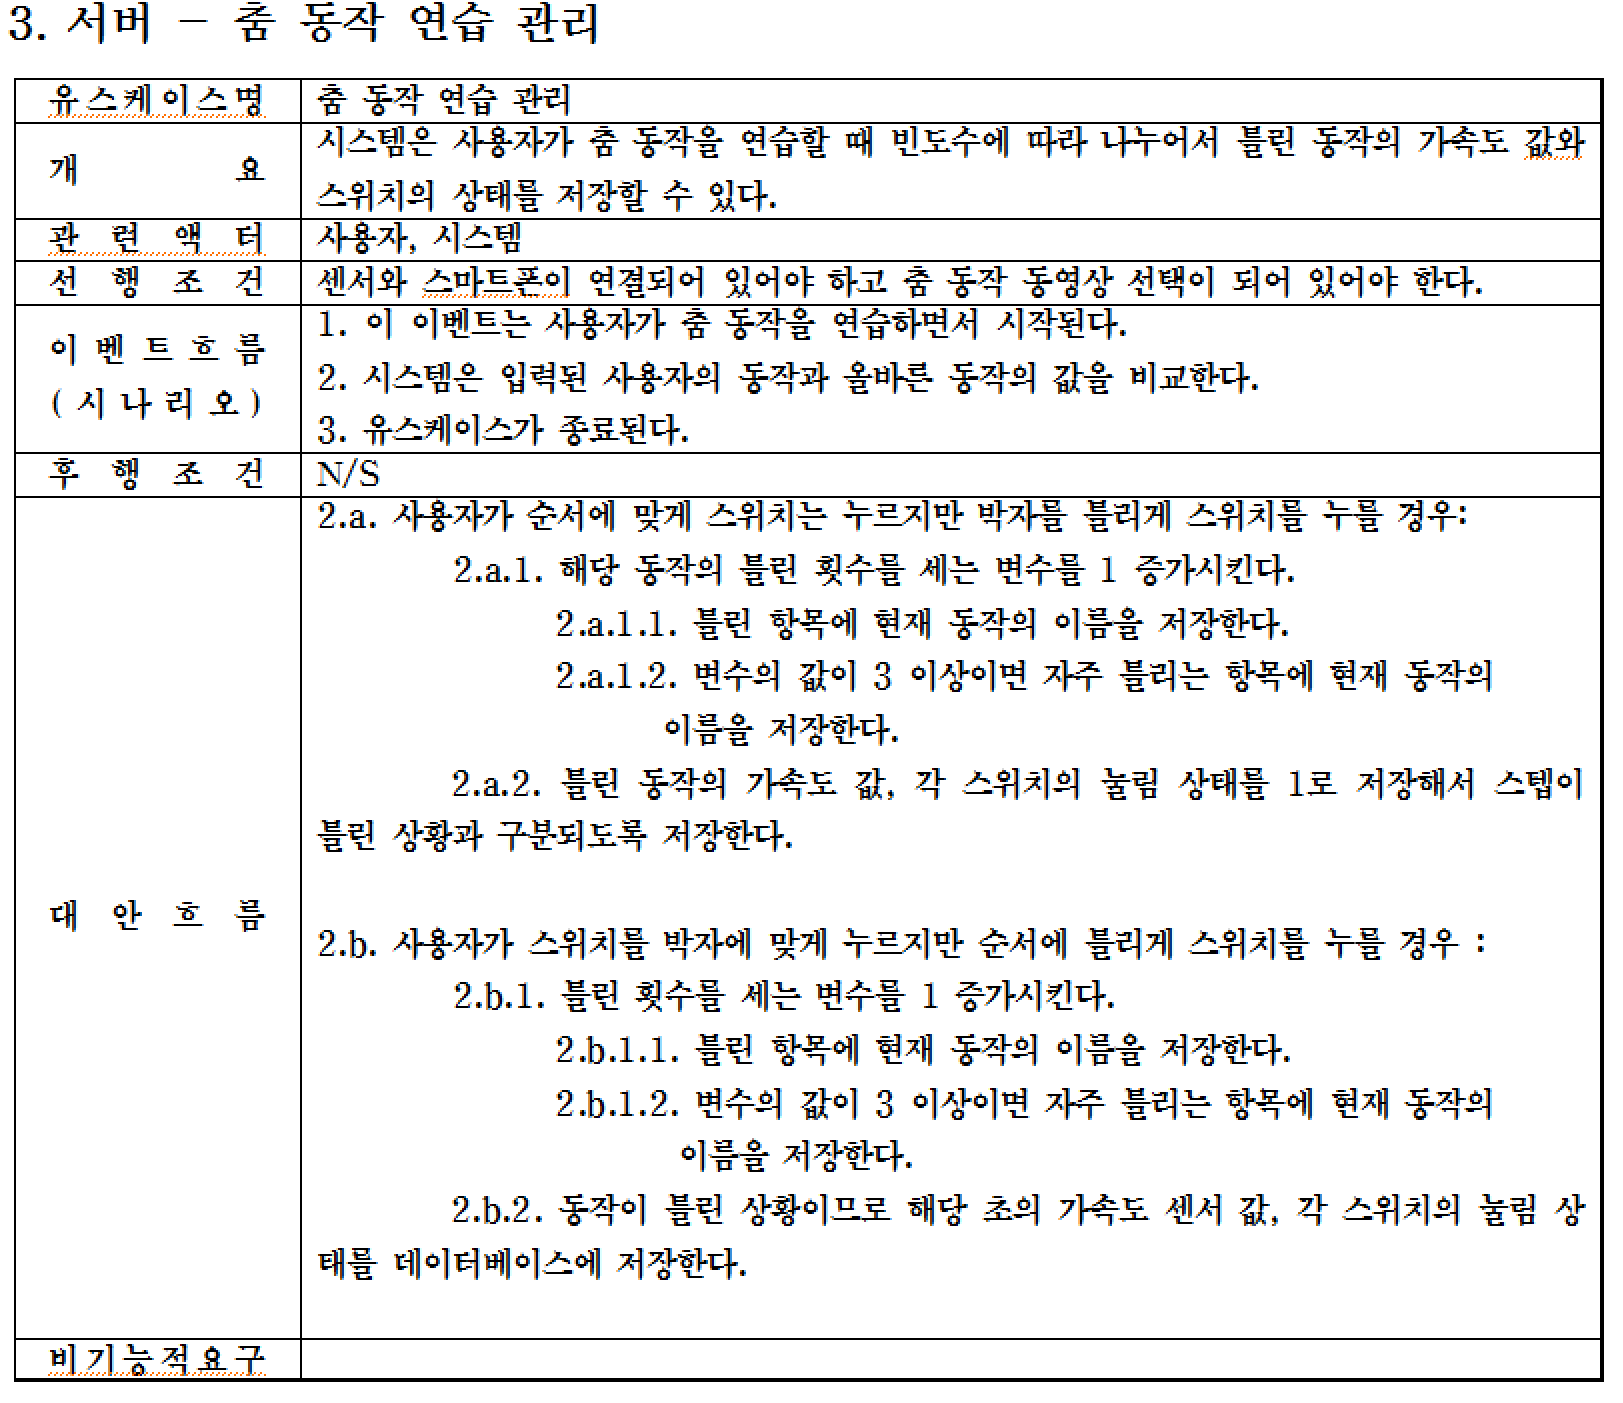 3. 서버 – 춤 동작 연습 관리
유스케이스명
춤 동작 연습 관리
개 요
시스템은 사용자가 춤 동작을 연습할 때 빈도수에 따라 나누어서 틀린 동작의 가속도 값와
스위치의 상태를 저장할 수 있다.
관 련 액 터
사용자, 시스템
선 행 조 건
센서와 스마트폰이 연결되어 있어야 하고 춤 동작 동영상 선택이 되어 있어야 한다.
이 벤 트 흐 름
( 시 나 리 오 )
1. 이 이벤트는 사용자가 춤 동작을 연습하면서 시작된다.
2. 시스템은 입력된 사용자의 동작과 올바른 동작의 값을 비교한다.
3. 유스케이스가 종료된다.
후 행 조 건
N/S
대 안 흐 름
2.a. 사용자가 순서에 맞게 스위치는 누르지만 박자를 틀리게 스위치를 누를 경우:
2.a.1. 해당 동작의 틀린 횟수를 세는 변수를 1 증가시킨다.
2.a.1.1. 틀린 항목에 현재 동작의 이름을 저장한다.
2.a.1.2. 변수의 값이 3 이상이면 자주 틀리는 항목에 현재 동작의
이름을 저장한다.
2.a.2. 틀린 동작의 가속도 값, 각 스위치의 눌림 상태를 1로 저장해서 스텝이
틀린 상황과 구분되도록 저장한다.
2.b. 사용자가 스위치를 박자에 맞게 누르지만 순서에 틀리게 스위치를 누를 경우 :
2.b.1. 틀린 횟수를 세는 변수를 1 증가시킨다.
2.b.1.1. 틀린 항목에 현재 동작의 이름을 저장한다.
2.b.1.2. 변수의 값이 3 이상이면 자주 틀리는 항목에 현재 동작의
이름을 저장한다.
2.b.2. 동작이 틀린 상황이므로 해당 초의 가속도 센서 값, 각 스위치의 눌림 상
태를 데이터베이스에 저장한다.
비기능적요구